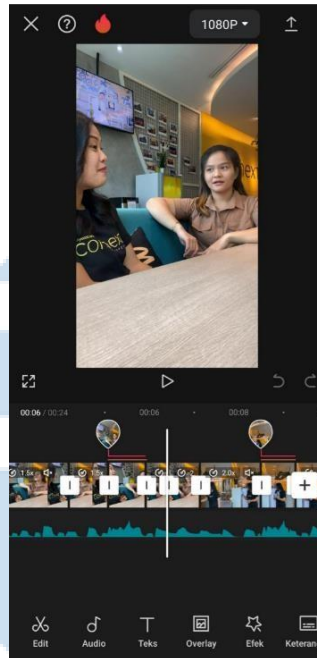 1080P
COnex
00:06 / 00:24
00:06
00:08
1.5x
1.5x
2.0x
Edit
Audio
Teks
Overlay
Efek
Keteran